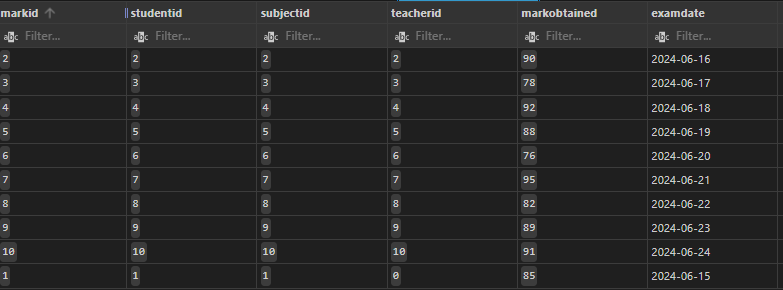 markid studentid subjectid teacherid markobtained examdate
abc Filter... abc Filter... abc Filter... abc Filter... abc Filter... abc Filter...
2 2 2 2 90 2024-06-16
3 3 3 3 78 2024-06-17
4 4 4 4 92 2024-06-18
5 5 5 5 88 2024-06-19
6 6 6 6 76 2024-06-20
7 7 7 7 95 2024-06-21
8 8 8 8 82 2024-06-22
9 9 9 9 89 2024-06-23
10 10 10 10 91 2024-06-24
1 1 1 0 85 2024-06-15